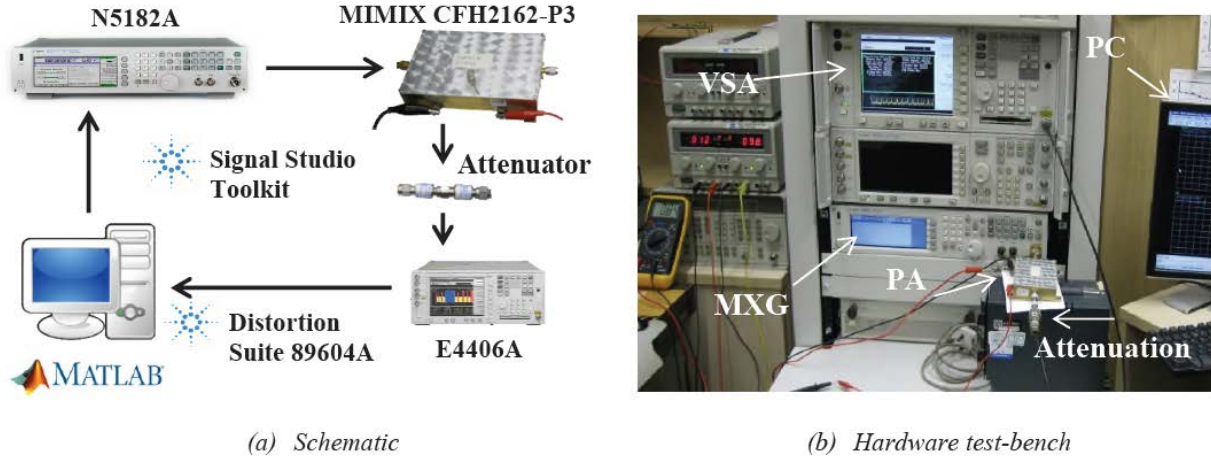 N5182A
MIMIX CFH2162-P3
Signal Studio
Toolkit
Attenuator
Distortion
Suite 89604A
E4406A
MATLAB
VSA
PC
MXG
PA
Attenuation
(a) Schematic
(b) Hardware test-bench